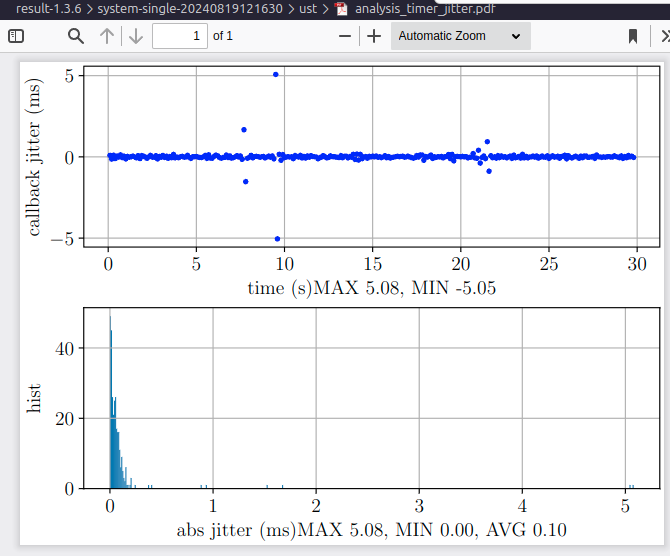 result-1.3.6 > system-single-20240819121630 > ust > analysis_timer_jitter.pdf
1 of 1 Automatic Zoom
callback jitter (ms)
5
0
−5
0 5 10 15 20 25 30
time (s)MAX 5.08, MIN -5.05
hist
40
20
0
0 1 2 3 4 5
abs jitter (ms)MAX 5.08, MIN 0.00, AVG 0.10